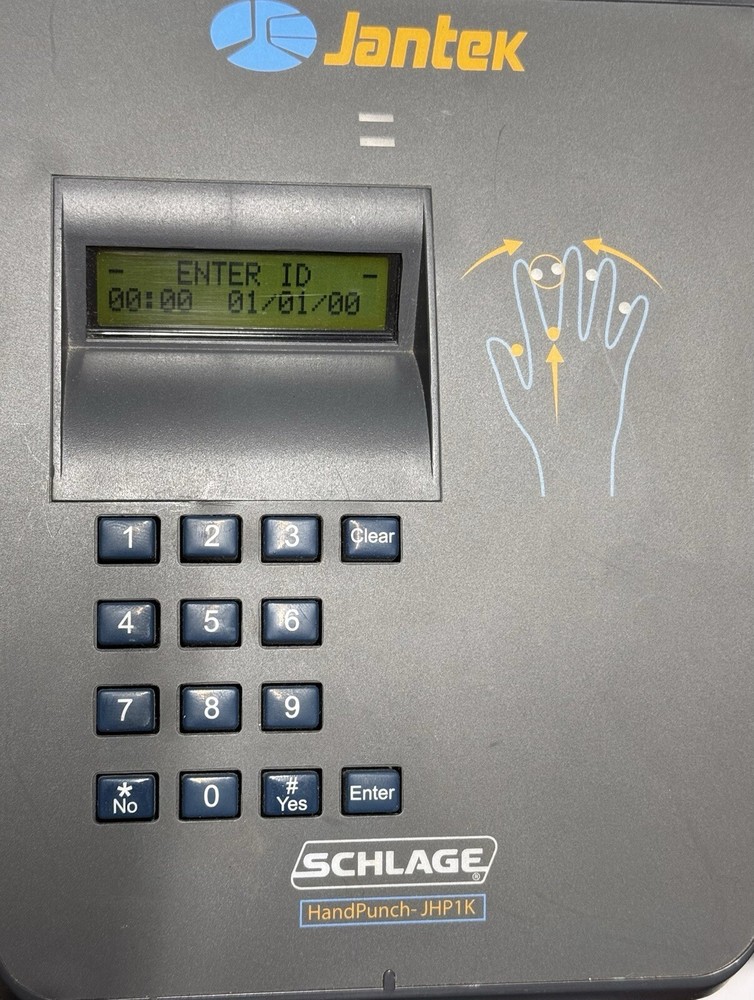 Jantek
- ENTER ID -
00:00 01/01/00
1 2 3 Clear
4 5 6
7 8 9
* 0 # Enter
No Yes
SCHLAGE®
HandPunch- JHP1K